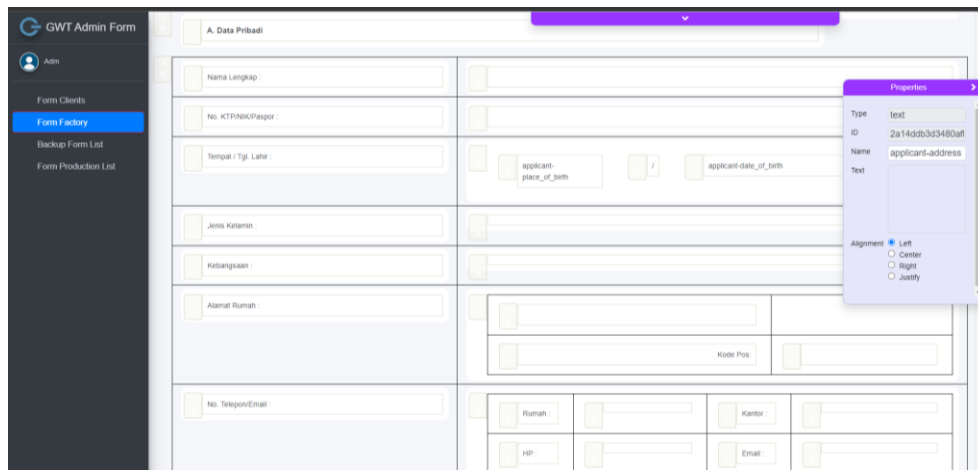 GWT Admin Form
Adm
Form Clients
Form Factory
Backup Form List
Form Production List
A. Data Pribadi
Nama Lengkap :
No. KTP/NIK/Paspor :
Tempat / Tgl. Lahir :
applicant-
place_of_birth
/
applicant-date_of_birth
Jenis Kelamin :
Kebangsaan :
Alamat Rumah :
Kode Pos:
No. Telepon/Email :
Rumah :
Kantor :
HP :
Email :
Properties
Type text
ID 2a14ddb3d3480afl
Name applicant-address
Text
Alignment Left
Center
Right
Justify